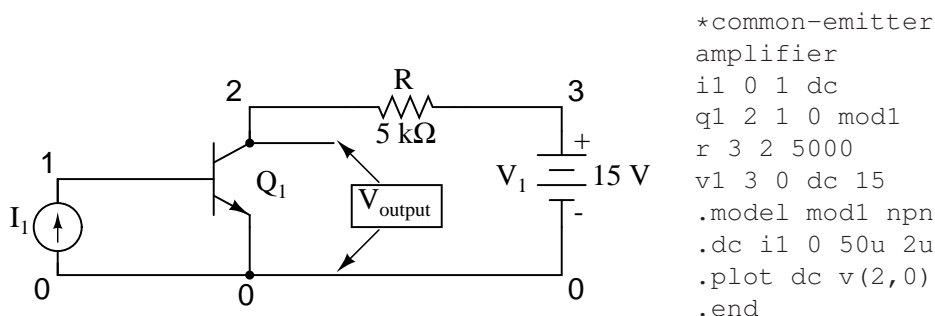 2
R
3
5 kΩ
1
Q1
V1
+
15 V
-
I1
Voutput
0
0
0
*common-emitter
amplifier
i1 0 1 dc
q1 2 1 0 mod1
r 3 2 5000
v1 3 0 dc 15
.model mod1 npn
.dc i1 0 50u 2u
.plot dc v(2,0)
.end